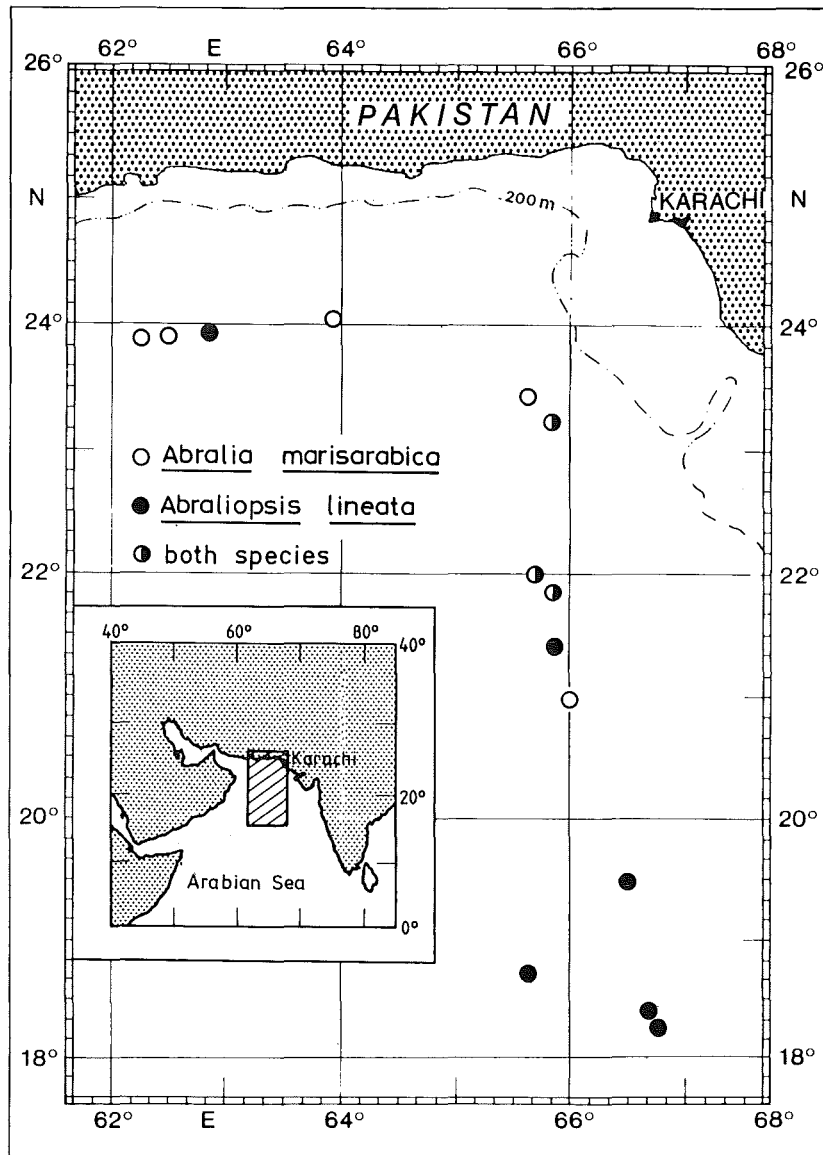 62° E 64° 66° 68°
26° 26°
PAKISTAN
N 200 m KARACHI N
24° 24°
Abralia marisarabica
Abraliopsis lineata
both species
22° 22°
40° 60° 80°
40°
Karachi
20° 20°
20°
Arabian Sea
0°
18° 18°
62° E 64° 66° 68°